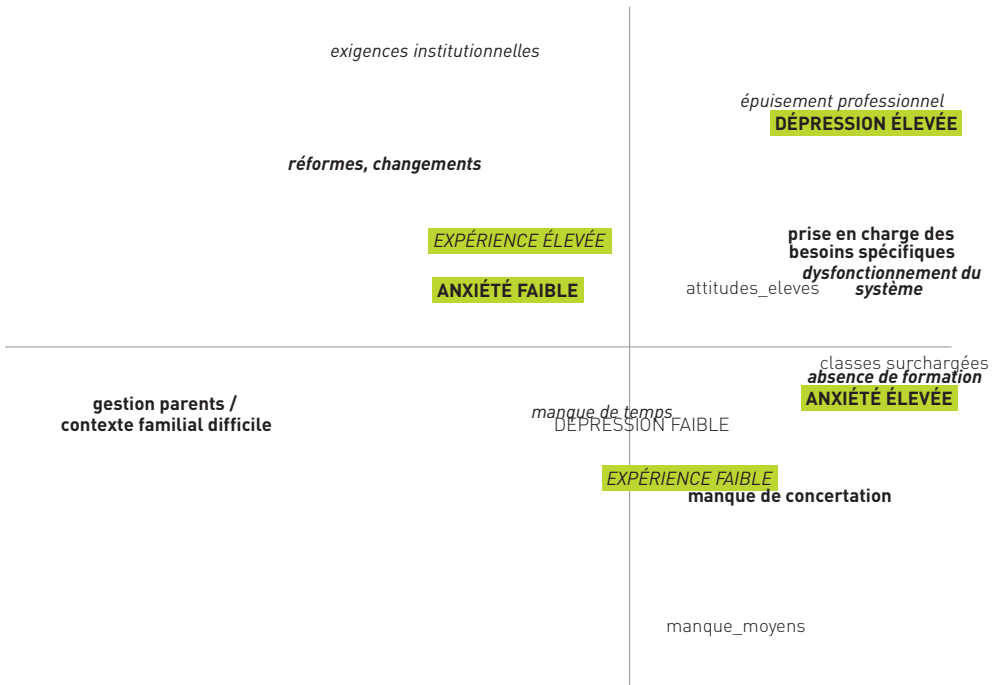 exigences institutionnelles
épuisement professionnel
DÉPRESSION ÉLEVÉE
réformes, changements
EXPÉRIENCE ÉLEVÉE
prise en charge des
besoins spécifiques
dysfonctionnement du
système
ANXIÉTÉ FAIBLE
attitudes_eleves
classes surchargées
absence de formation
ANXIÉTÉ ÉLEVÉE
gestion parents /
contexte familial difficile
manque de temps
DÉPRESSION FAIBLE
EXPÉRIENCE FAIBLE
manque de concertation
manque_moyens